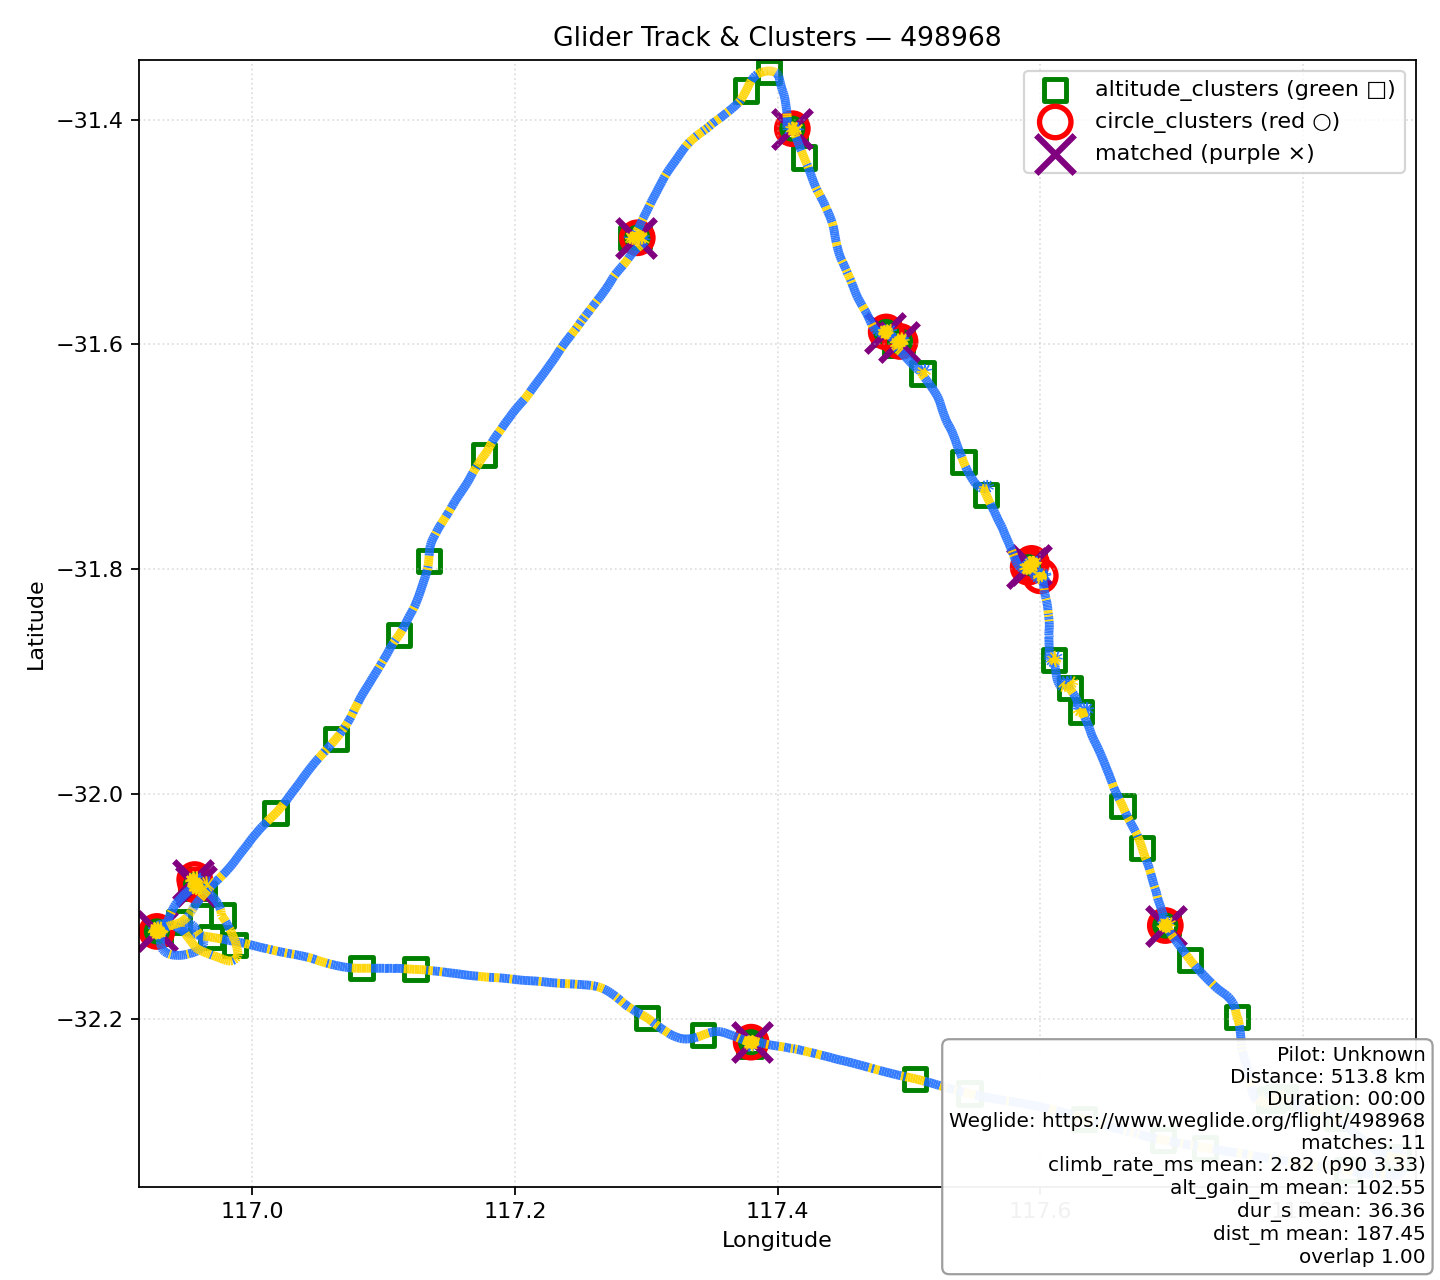 Glider Track & Clusters — 498968
altitude_clusters (green □)
circle_clusters (red ○)
matched (purple ×)
Latitude
−31.4
−31.6
−31.8
−32.0
−32.2
117.0
117.2
117.4
117.6
Longitude
Pilot: Unknown
Distance: 513.8 km
Duration: 00:00
Weglide: https://www.weglide.org/flight/498968
matches: 11
climb_rate_ms mean: 2.82 (p90 3.33)
alt_gain_m mean: 102.55
dur_s mean: 36.36
dist_m mean: 187.45
overlap 1.00